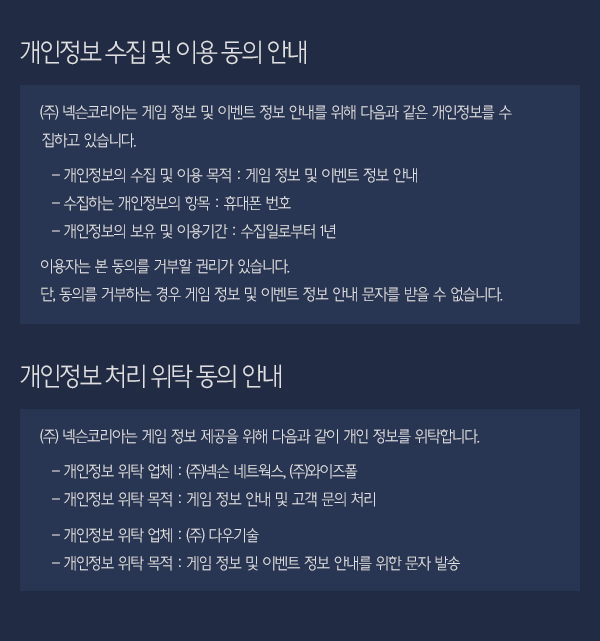 개인정보 수집 및 이용 동의 안내
(주) 넥슨코리아는 게임 정보 및 이벤트 정보 안내를 위해 다음과 같은 개인정보를 수
집하고 있습니다.
- 개인정보의 수집 및 이용 목적 : 게임 정보 및 이벤트 정보 안내
- 수집하는 개인정보의 항목 : 휴대폰 번호
- 개인정보의 보유 및 이용기간 : 수집일로부터 1년
이용자는 본 동의를 거부할 권리가 있습니다.
단, 동의를 거부하는 경우 게임 정보 및 이벤트 정보 안내 문자를 받을 수 없습니다.
개인정보 처리 위탁 동의 안내
(주) 넥슨코리아는 게임 정보 제공을 위해 다음과 같이 개인 정보를 위탁합니다.
- 개인정보 위탁 업체 : (주)넥슨 네트웍스, (주)와이즈폴
- 개인정보 위탁 목적 : 게임 정보 안내 및 고객 문의 처리
- 개인정보 위탁 업체 : (주) 다우기술
- 개인정보 위탁 목적 : 게임 정보 및 이벤트 정보 안내를 위한 문자 발송